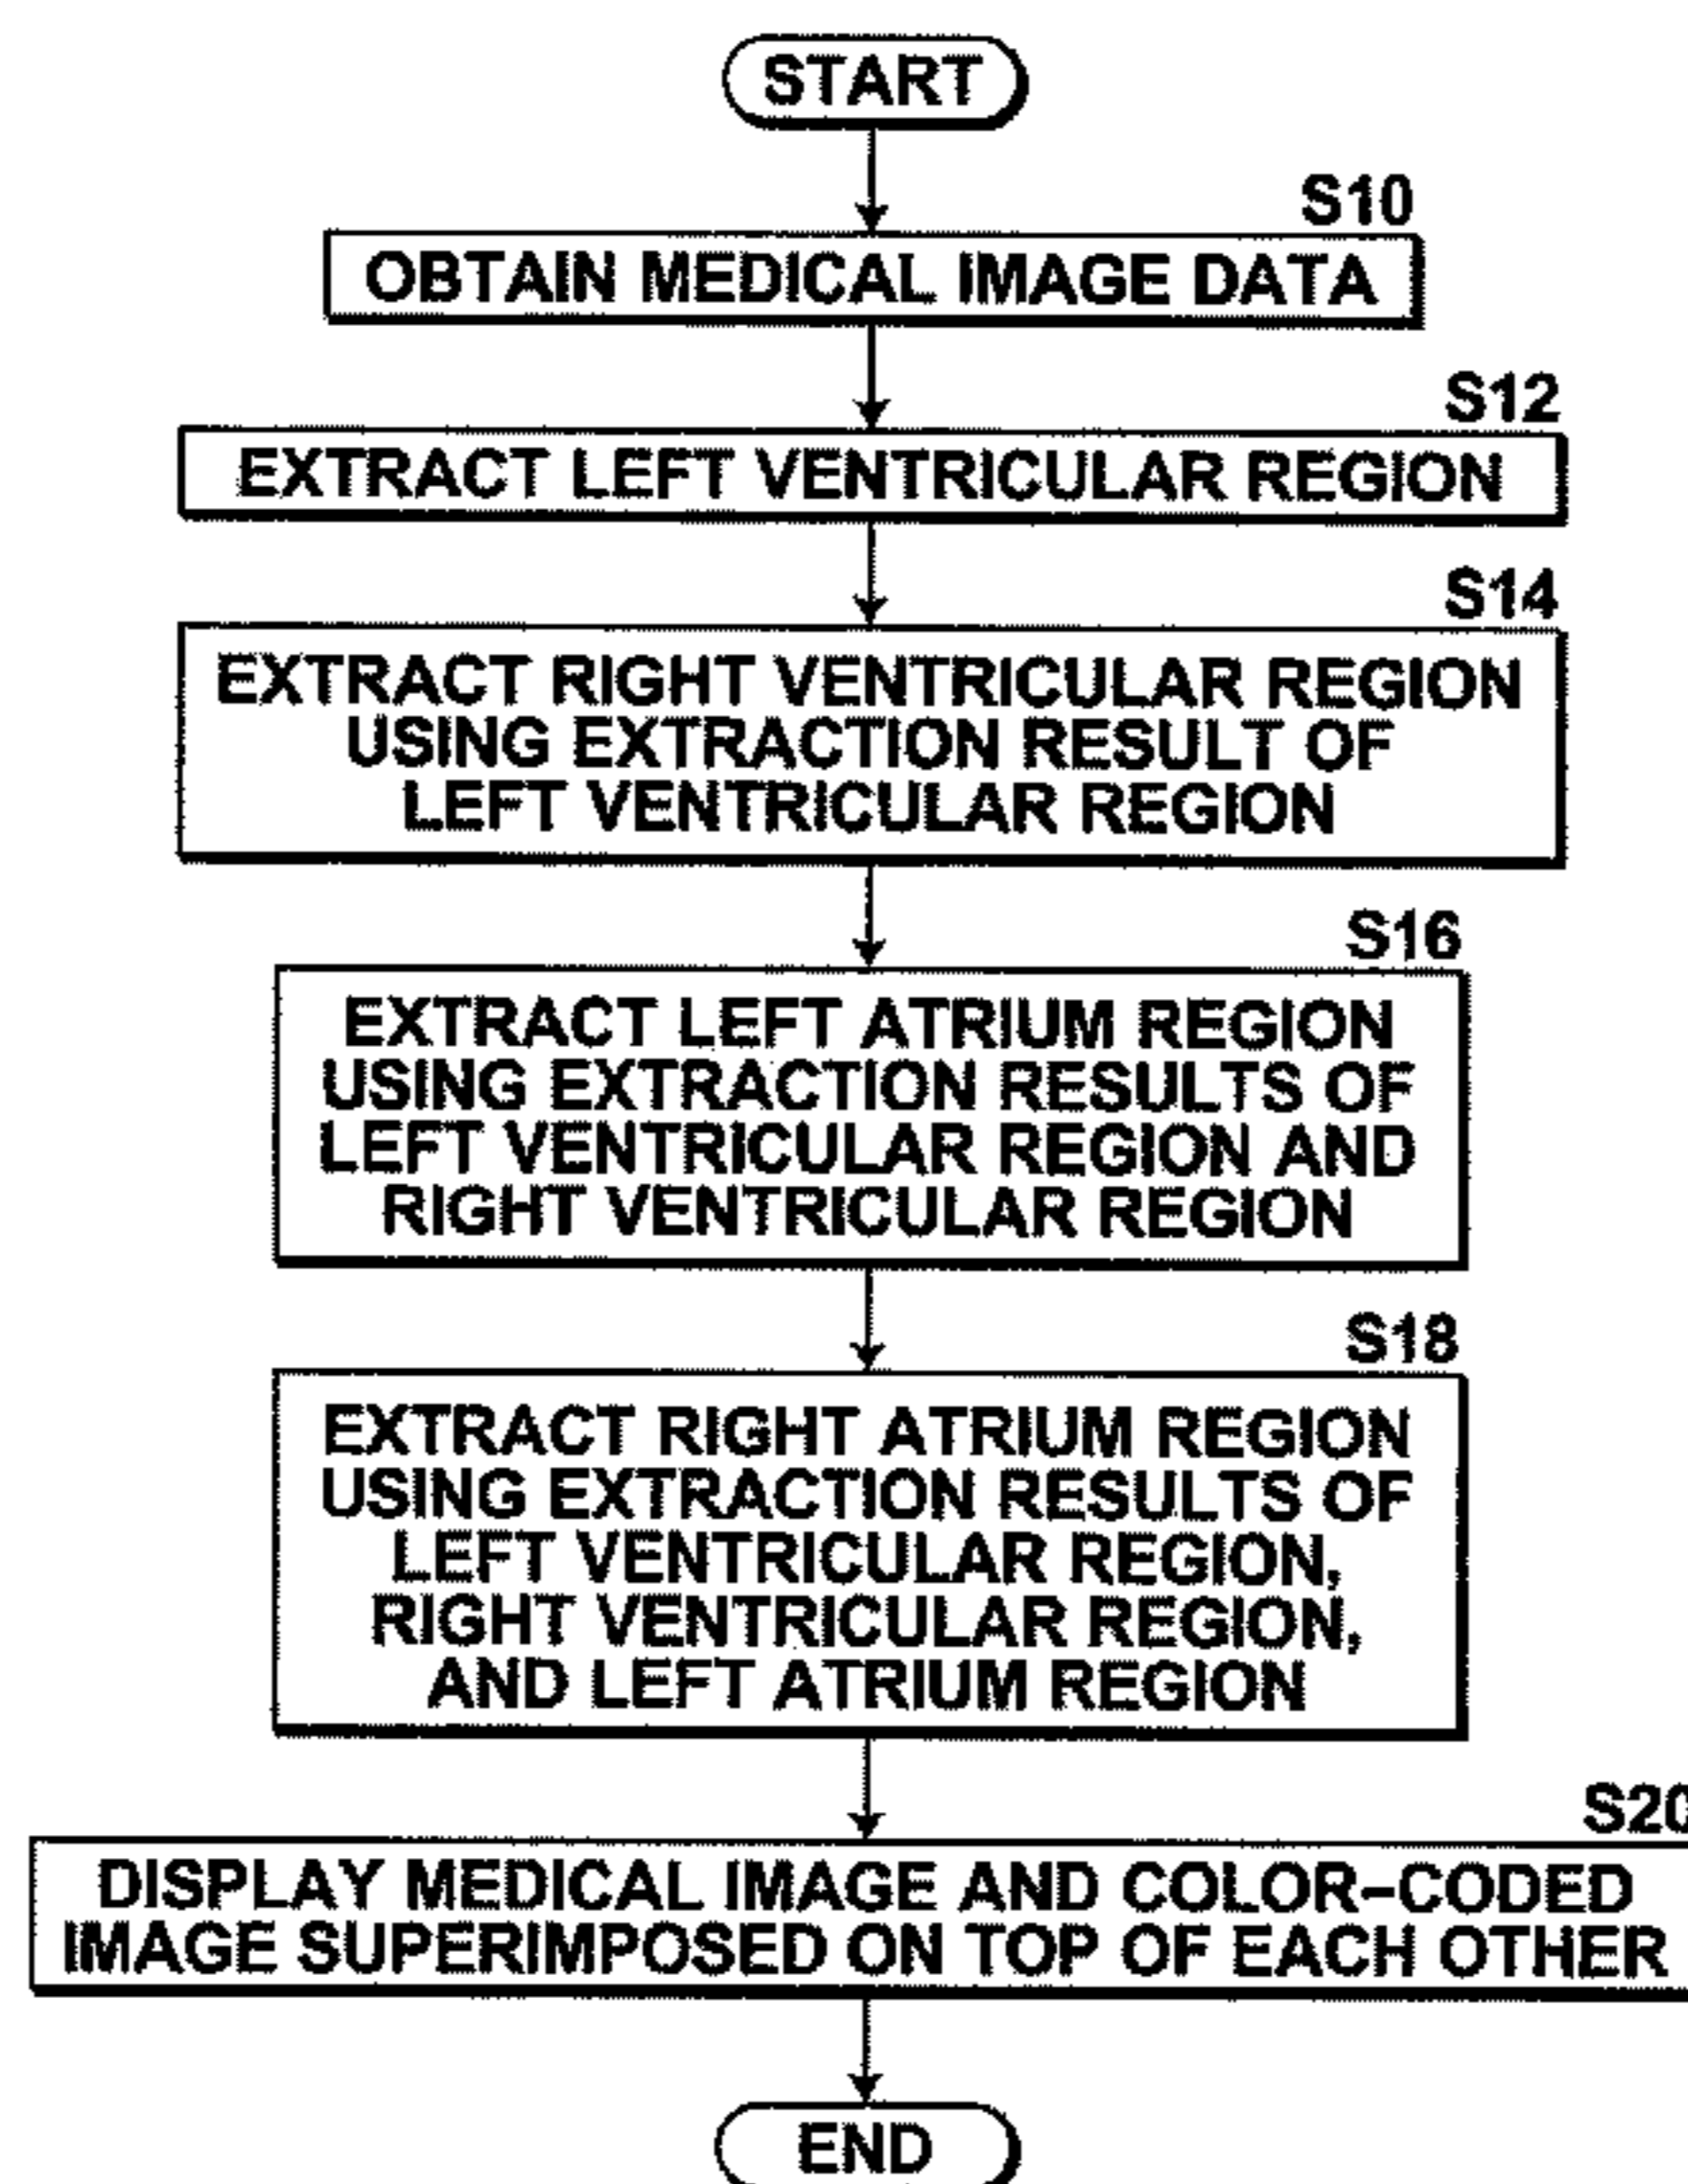 START
S10
OBTAIN MEDICAL IMAGE DATA
S12
EXTRACT LEFT VENTRICULAR REGION
S14
EXTRACT RIGHT VENTRICULAR REGION
USING EXTRACTION RESULT OF
LEFT VENTRICULAR REGION
S16
EXTRACT LEFT ATRIUM REGION
USING EXTRACTION RESULTS OF
LEFT VENTRICULAR REGION AND
RIGHT VENTRICULAR REGION
S18
EXTRACT RIGHT ATRIUM REGION
USING EXTRACTION RESULTS OF
LEFT VENTRICULAR REGION,
RIGHT VENTRICULAR REGION,
AND LEFT ATRIUM REGION
S20
DISPLAY MEDICAL IMAGE AND COLOR-CODED
IMAGE SUPERIMPOSED ON TOP OF EACH OTHER
END